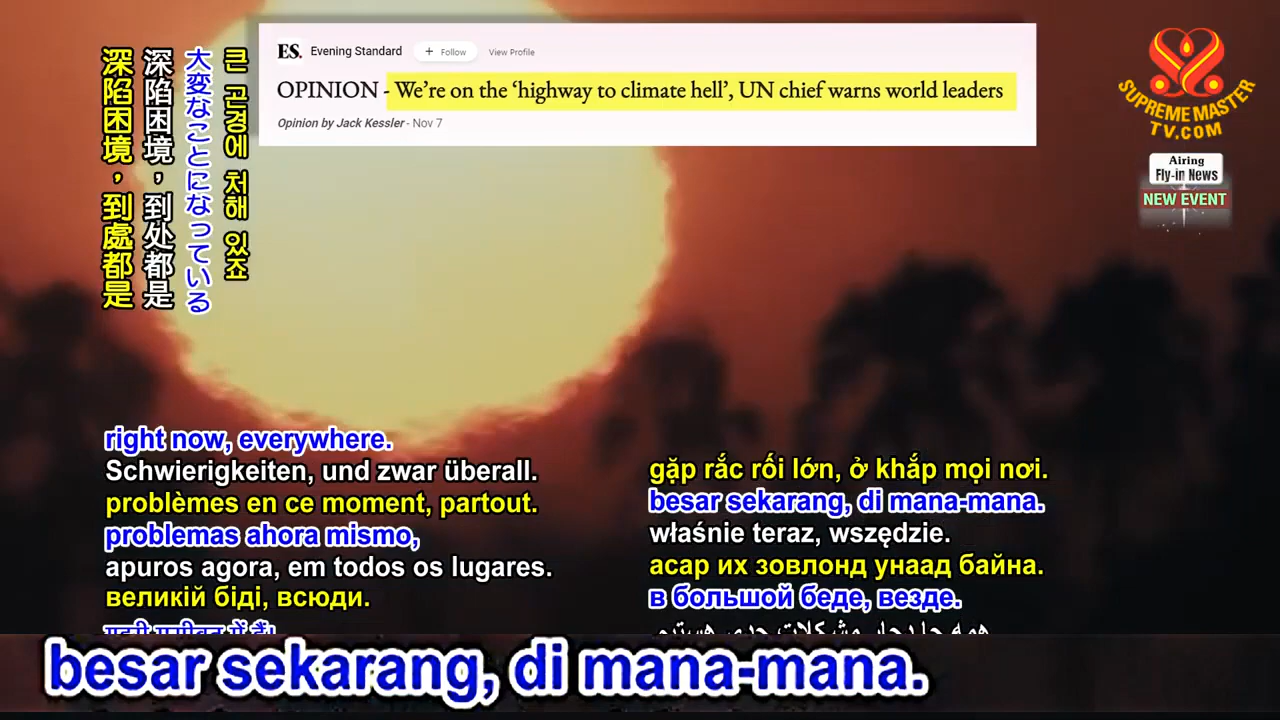 ES. Evening Standard + Follow View Profile
OPINION - We're on the ‘highway to climate hell’, UN chief warns world leaders
Opinion by Jack Kessler - Nov 7
SUPREME MASTER
TV.COM
Airing
Fly-in News
NEW EVENT
큰 곤경에 처해 있죠
大変なことになっている
深陷困境，到处都是
深陷困境，到處都是
right now, everywhere.
Schwierigkeiten, und zwar überall.
problèmes en ce moment, partout.
problemas ahora mismo,
apuros agora, em todos os lugares.
великій біді, всюди.
gặp rắc rối lớn, ở khắp mọi nơi.
besar sekarang, di mana-mana.
właśnie teraz, wszędzie.
асар их зовлонд унаад байна.
в большой беде, везде.
besar sekarang, di mana-mana.